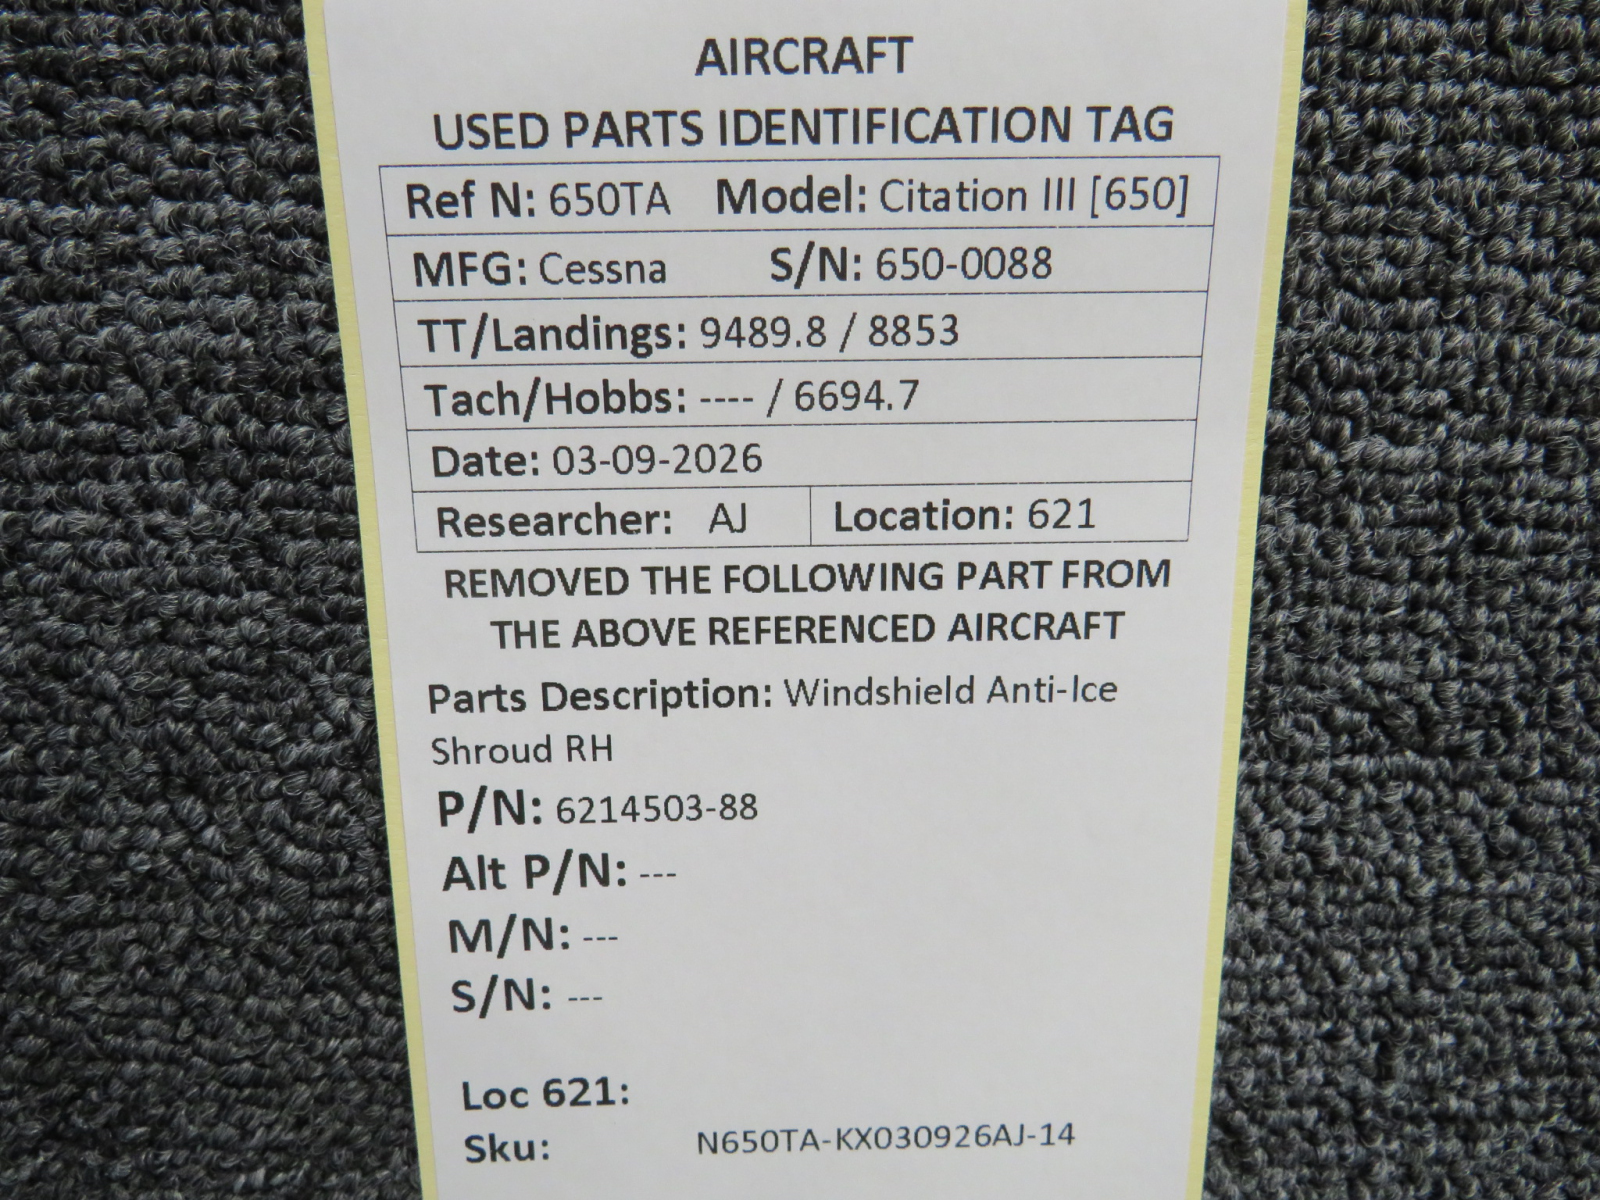 AIRCRAFT
USED PARTS IDENTIFICATION TAG
Ref N: 650TA Model: Citation III [650]
MFG: Cessna S/N: 650-0088
TT/Landings: 9489.8 / 8853
Tach/Hobbs: ---- / 6694.7
Date: 03-09-2026
Researcher: AJ Location: 621
REMOVED THE FOLLOWING PART FROM
THE ABOVE REFERENCED AIRCRAFT
Parts Description: Windshield Anti-Ice
Shroud RH
P/N: 6214503-88
Alt P/N: ---
M/N: ---
S/N: ---
Loc 621:
Sku: N650TA-KX030926AJ-14